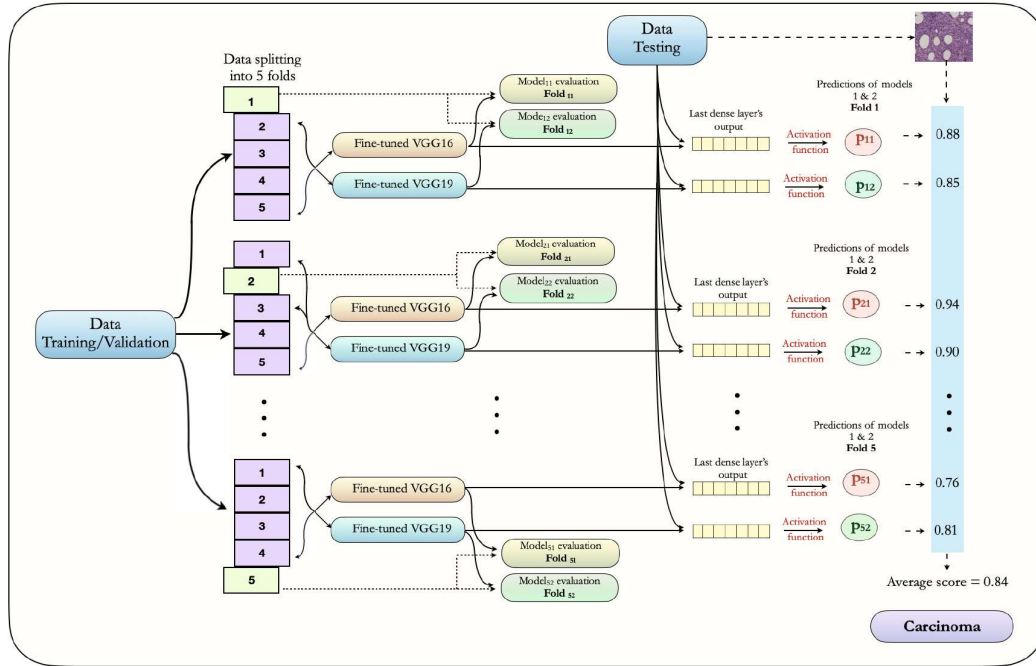 Data
Testing
Data splitting
into 5 folds
1
2
3
4
5
Fine-tuned VGG16
Fine-tuned VGG19
Model11 evaluation
Fold 11
Mode12 evaluation
Fold 12
Last dense layer's
output
Activation
function
Activation
function
Predictions of models
1 & 2
Fold 1
P11
P12
0.88
0.85
Data
Training/Validation
1
2
3
4
5
Fine-tuned VGG16
Fine-tuned VGG19
Model21 evaluation
Fold 21
Model22 evaluation
Fold 22
Last dense layer's
output
Activation
function
Activation
function
Predictions of models
1 & 2
Fold 2
P21
P22
0.94
0.90
1
2
3
4
5
Fine-tuned VGG16
Fine-tuned VGG19
Model51 evaluation
Fold 51
Model52 evaluation
Fold 52
Last dense layer's
output
Activation
function
Activation
function
Predictions of models
1 & 2
Fold 5
P51
P52
0.76
0.81
Average score = 0.84
Carcinoma